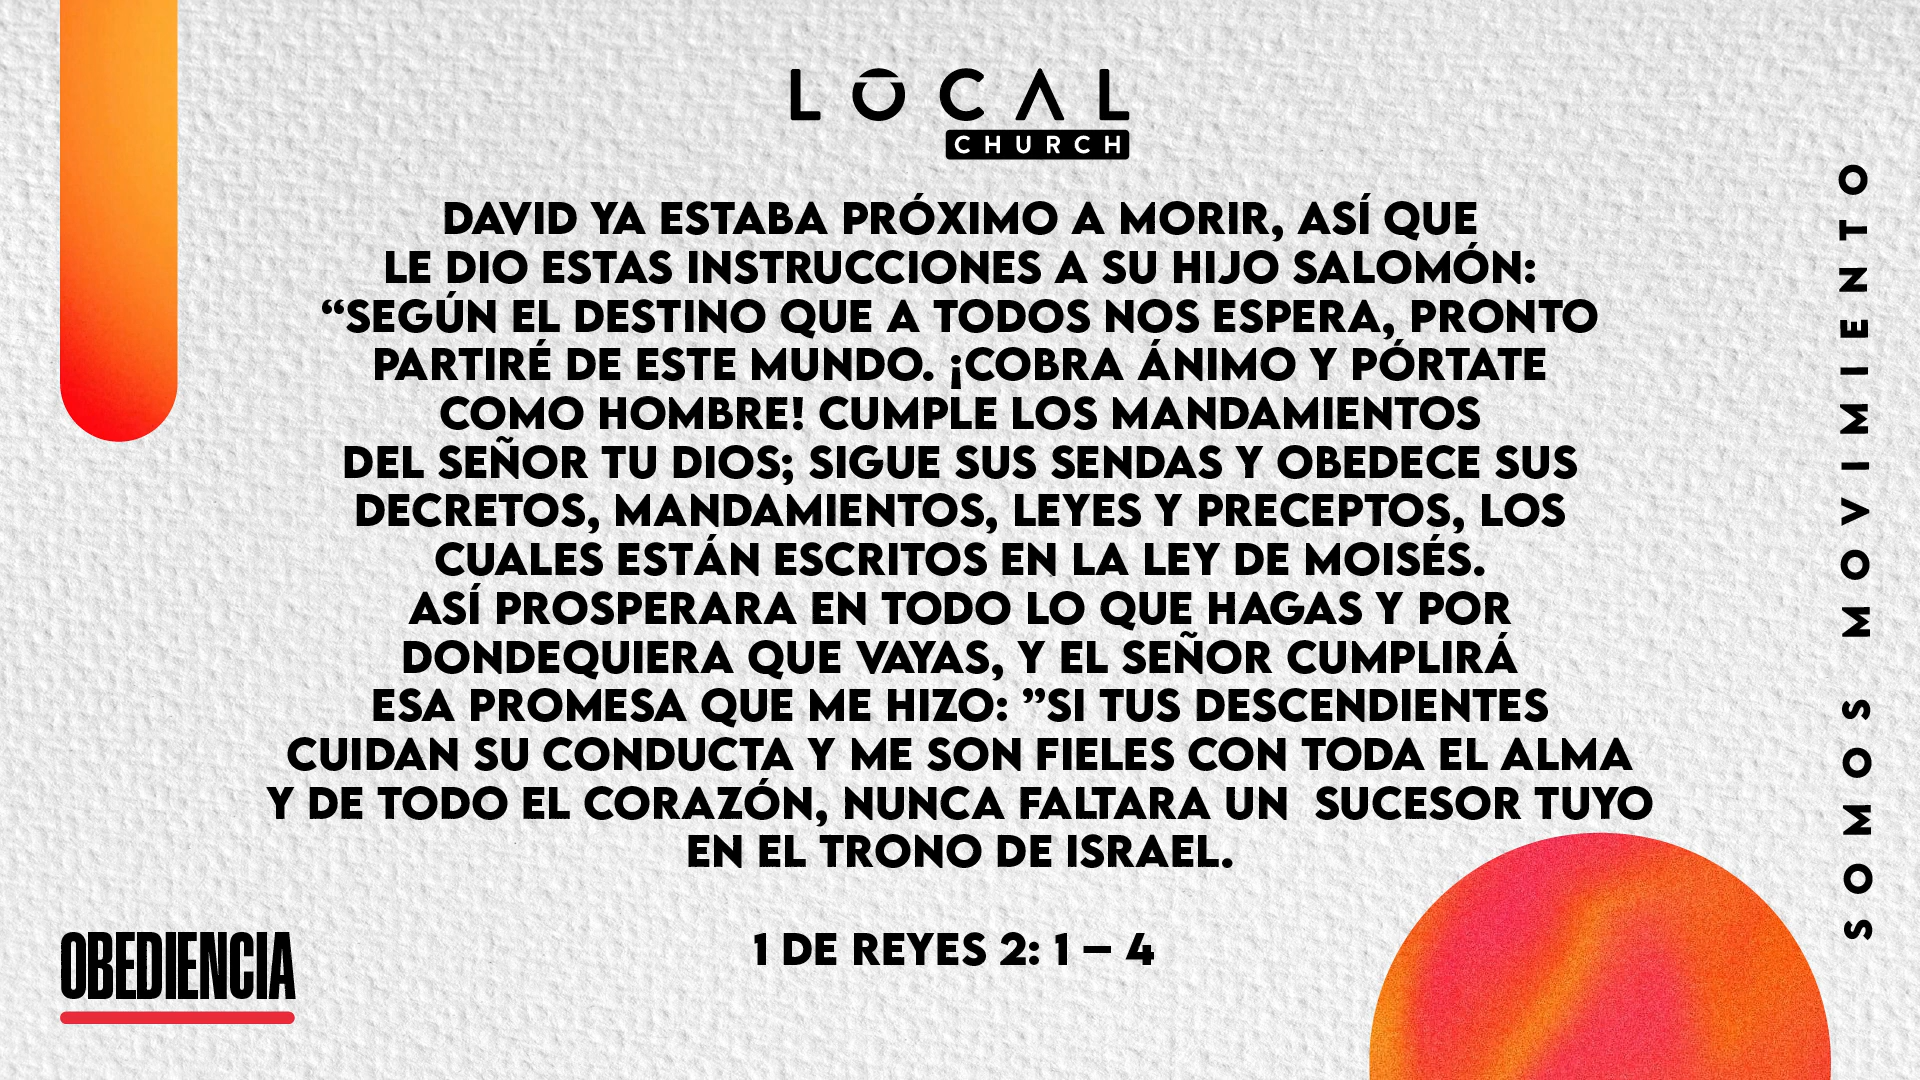 LOCAL
CHURCH
DAVID YA ESTABA PRÓXIMO A MORIR, ASÍ QUE
LE DIO ESTAS INSTRUCCIONES A SU HIJO SALOMÓN:
“SEGÚN EL DESTINO QUE A TODOS NOS ESPERA, PRONTO
PARTIRÉ DE ESTE MUNDO. ¡COBRA ÁNIMO Y PÓRTATE
COMO HOMBRE! CUMPLE LOS MANDAMIENTOS
DEL SEÑOR TU DIOS; SIGUE SUS SENDAS Y OBEDECE SUS
DECRETOS, MANDAMIENTOS, LEYES Y PRECEPTOS, LOS
CUALES ESTÁN ESCRITOS EN LA LEY DE MOISÉS.
ASÍ PROSPERARA EN TODO LO QUE HAGAS Y POR
DONDEQUIERA QUE VAYAS, Y EL SEÑOR CUMPLIRÁ
ESA PROMESA QUE ME HIZO: ”SI TUS DESCENDIENTES
CUIDAN SU CONDUCTA Y ME SON FIELES CON TODA EL ALMA
Y DE TODO EL CORAZÓN, NUNCA FALTARA UN  SUCESOR TUYO
EN EL TRONO DE ISRAEL.
1 DE REYES 2: 1 – 4
OBEDIENCIA
SOMOS MOVIMIENTO